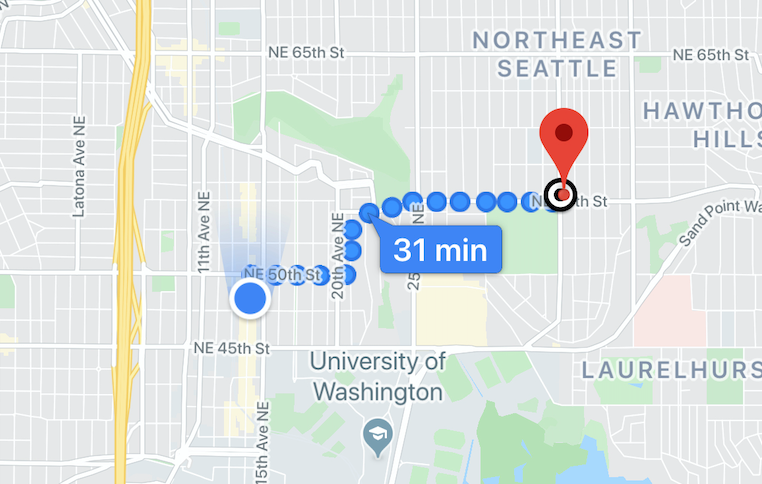 NE 65th St
NORTHEAST
SEATTLE
NE 65th St
HAWTHO
HILLS
Latona Ave NE
11th Ave NE
NE
th St
Sand Point Wa
20th Ave NE
25
NE
31 min
NE 50th St
NE 45th St
University of
Washington
LAURELHURS
15th Ave NE